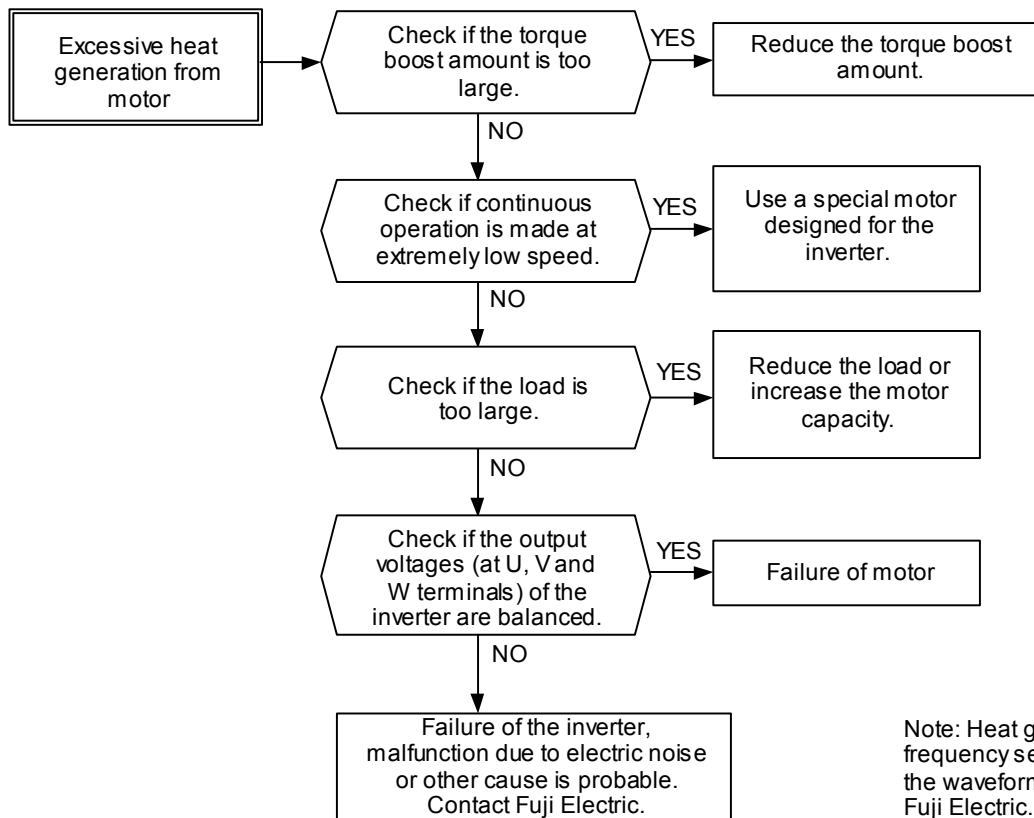 Excessive heat
generation from
motor
Check if the torque
boost amount is too
large.
YES
Reduce the torque boost
amount.
NO
Check if continuous
operation is made at
extremely low speed.
YES
Use a special motor
designed for the
inverter.
NO
Check if the load is
too large.
YES
Reduce the load or
increase the motor
capacity.
NO
Check if the output
voltages (at U, V and
W terminals) of the
inverter are balanced.
YES
Failure of motor
NO
Failure of the inverter,
malfunction due to electric noise
or other cause is probable.
Contact Fuji Electric.
Note: Heat
frequency
the
Fuji Electric.